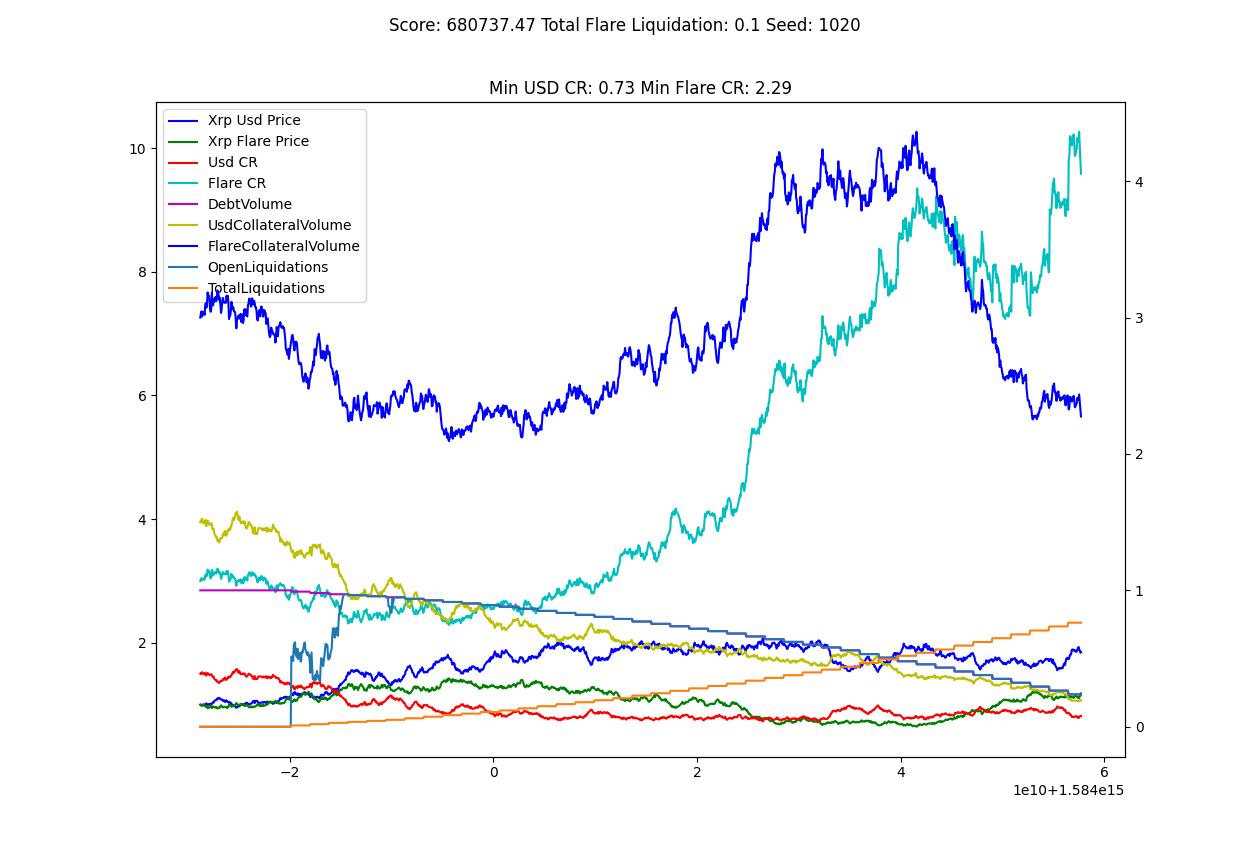 Score: 680737.47 Total Flare Liquidation: 0.1 Seed: 1020
Min USD CR: 0.73 Min Flare CR: 2.29
Xrp Usd Price
Xrp Flare Price
Usd CR
Flare CR
DebtVolume
UsdCollateralVolume
FlareCollateralVolume
OpenLiquidations
TotalLiquidations
10
8
6
4
2
4
3
2
1
0
−2
0
2
4
6
1e10+1.584e15